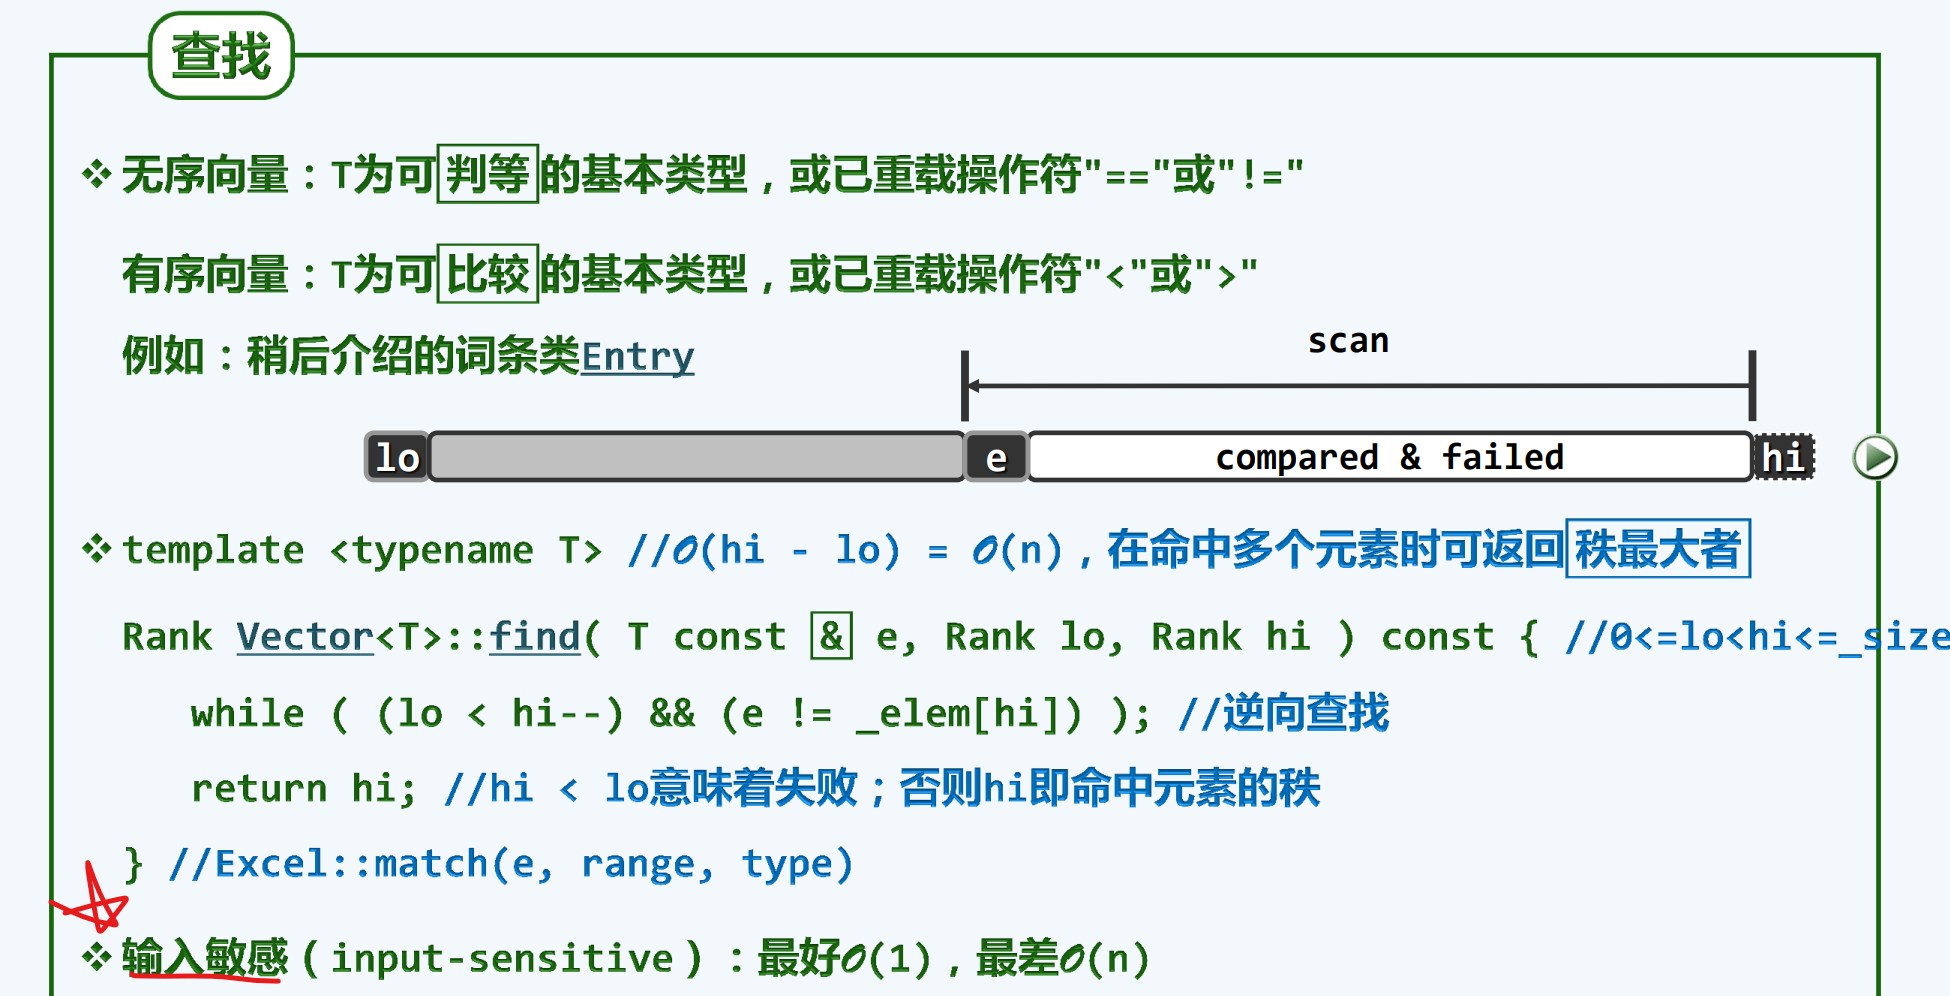 查找
❖ 无序向量：T为可判等的基本类型，或已重载操作符"=="或"!="
有序向量：T为可比较的基本类型，或已重载操作符"<"或">"
例如：稍后介绍的词条类Entry
scan
lo e compared & failed hi
❖ template <typename T> //O(hi - lo) = O(n)，在命中多个元素时可返回秩最大者
Rank Vector<T>::find( T const & e, Rank lo, Rank hi ) const { //0<=lo<hi<=_size
while ( (lo < hi--) && (e != _elem[hi]) ); //逆向查找
return hi; //hi < lo意味着失败；否则hi即命中元素的秩
} //Excel::match(e, range, type)
❖ 输入敏感（input-sensitive）：最好O(1)，最差O(n)